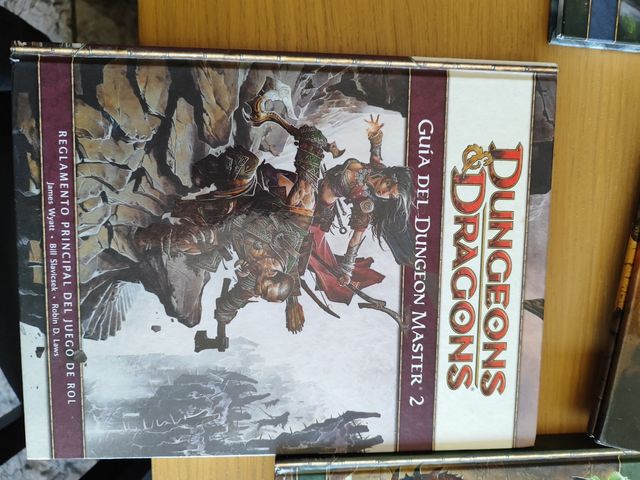 DUNGEONS
& DRAGONS®
GUÍA DEL DUNGEON MASTER® 2
REGLAMENTO PRINCIPAL DEL JUEGO DE ROL
James Wyatt • Bill Slavicsek • Robin D. Laws